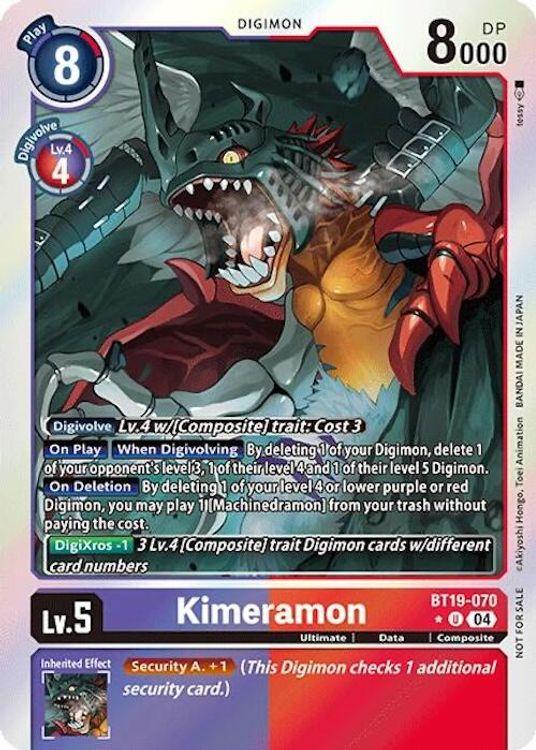 Play
8
DIGIMON
8000
DP
Digivolve
Lv.4
4
tessy
Digivolve Lv.4 w/[Composite] trait: Cost 3
On Play When Digivolving By deleting 1 of your Digimon, delete 1
of your opponent's level 3, 1 of their level 4 and 1 of their level 5 Digimon.
On Deletion By deleting 1 of your level 4 or lower purple or red
Digimon, you may play 1 [Machinedramon] from your trash without
paying the cost.
DigiXros -1 3 Lv.4 [Composite] trait Digimon cards w/different
card numbers
©Akiyoshi Hongo, Toei Animation BANDAI MADE IN JAPAN
NOT FOR SALE
Lv.5
Kimeramon
BT19-070
U 04
Ultimate | Data | Composite
Inherited Effect
Security A. +1 (This Digimon checks 1 additional
security card.)